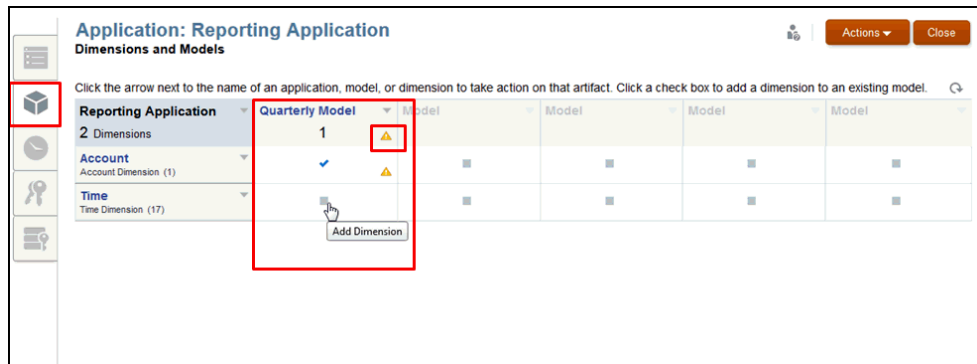 Application: Reporting Application
Dimensions and Models
Actions
Close
Click the arrow next to the name of an application, model, or dimension to take action on that artifact. Click a check box to add a dimension to an existing model.
Reporting Application
2 Dimensions
Quarterly Model
1
Model
Model
Model
Model
Account
Account Dimension (1)
Time
Time Dimension (17)
Add Dimension